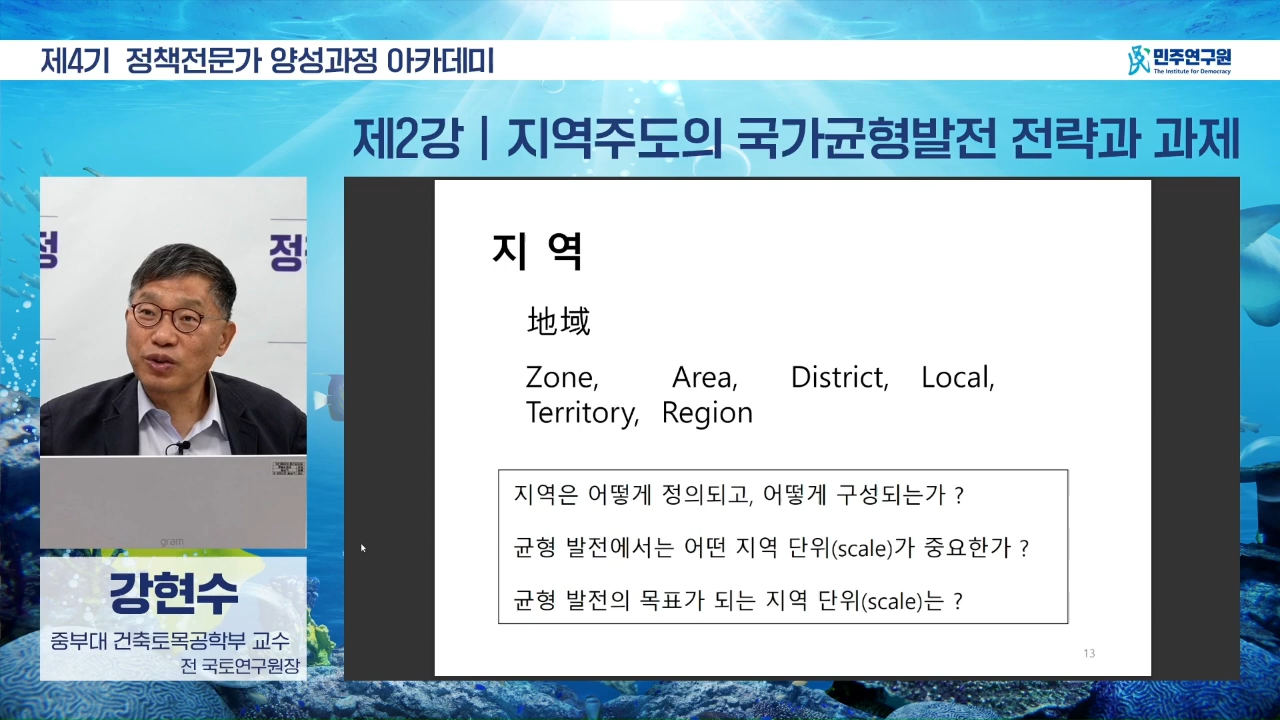 제4기 정책전문가 양성과정 아카데미
민주연구원
The Institute for Democracy
제2강 | 지역주도의 국가균형발전 전략과 과제
정
지 역
地域
Zone, Area, District, Local,
Territory, Region
지역은 어떻게 정의되고, 어떻게 구성되는가 ?
균형 발전에서는 어떤 지역 단위(scale)가 중요한가 ?
균형 발전의 목표가 되는 지역 단위(scale)는 ?
13
gram
강현수
중부대 건축토목공학부 교수
전 국토연구원장